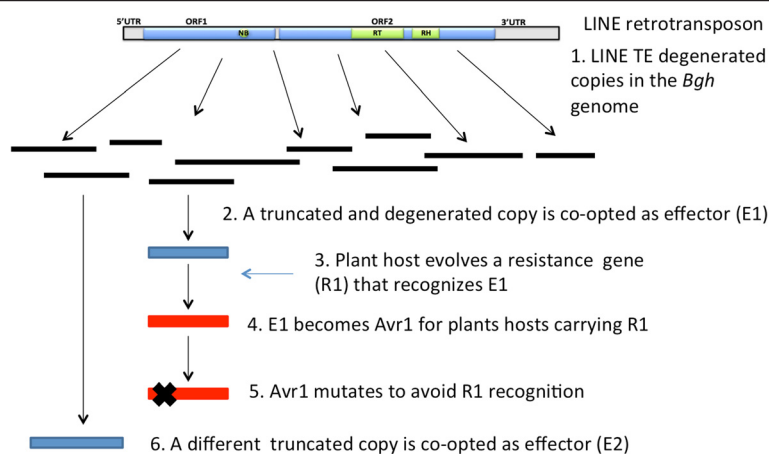 5'UTR ORF1 ORF2 3'UTR
NB RT RH
LINE retrotransposon
1. LINE TE degenerated
copies in the Bgh
genome
2. A truncated and degenerated copy is co-opted as effector (E1)
3. Plant host evolves a resistance gene
(R1) that recognizes E1
4. E1 becomes Avr1 for plants hosts carrying R1
5. Avr1 mutates to avoid R1 recognition
6. A different truncated copy is co-opted as effector (E2)